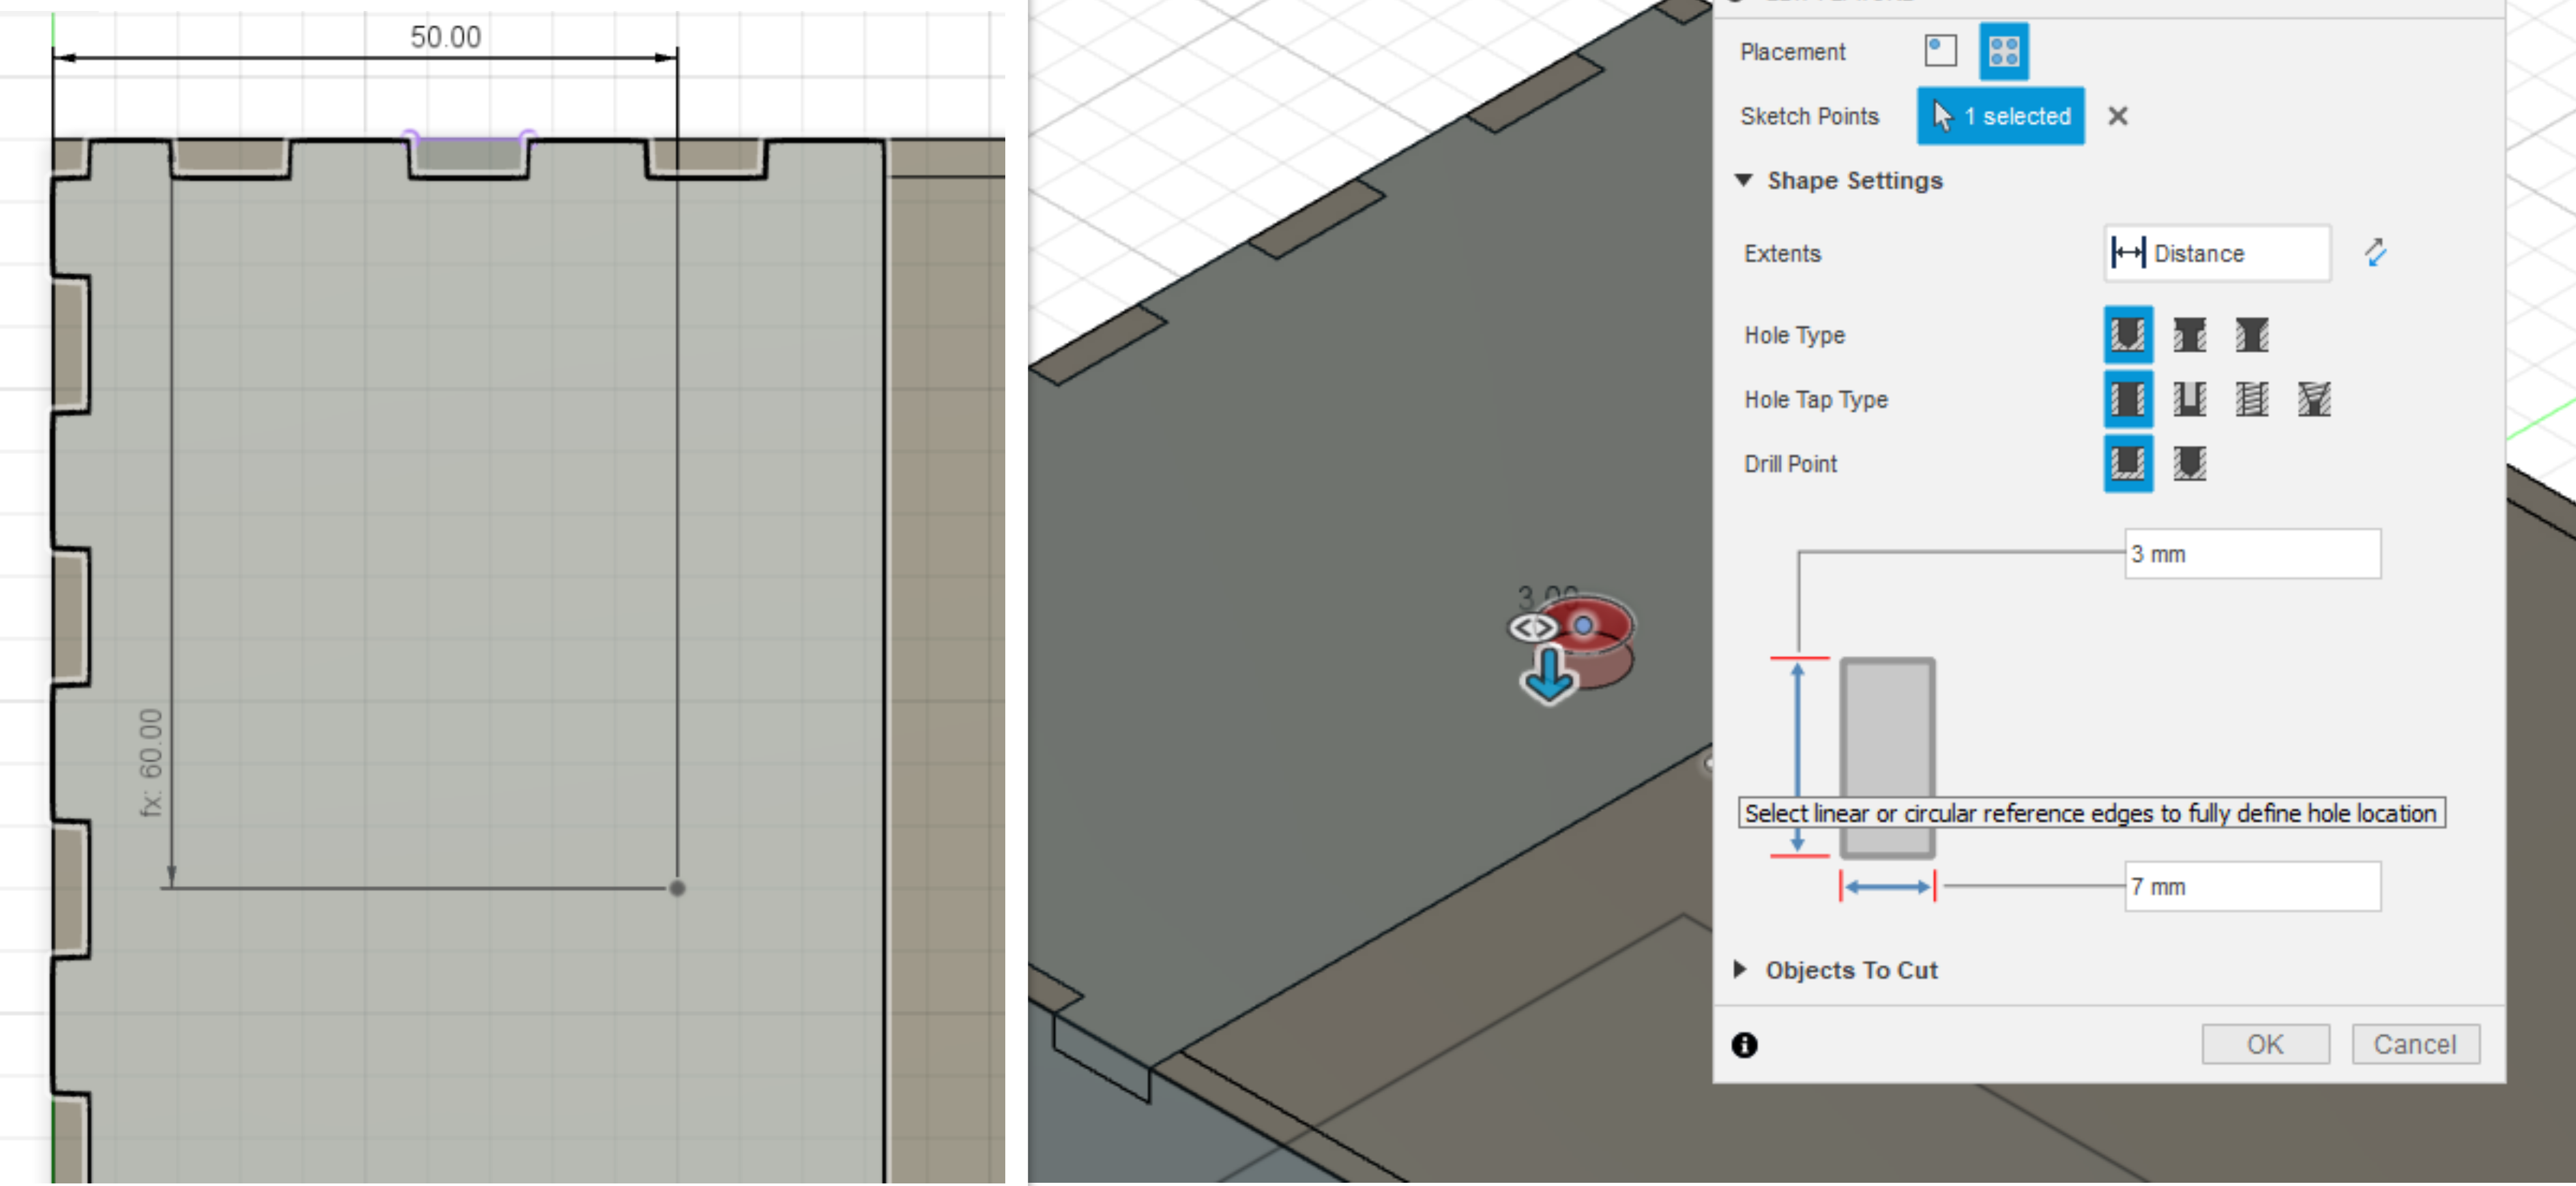 50.00
fx: 60.00
3.00
Placement
Sketch Points
1 selected
Shape Settings
Extents
Distance
Hole Type
Hole Tap Type
Drill Point
3 mm
Select linear or circular reference edges to fully define hole location
7 mm
Objects To Cut
OK
Cancel